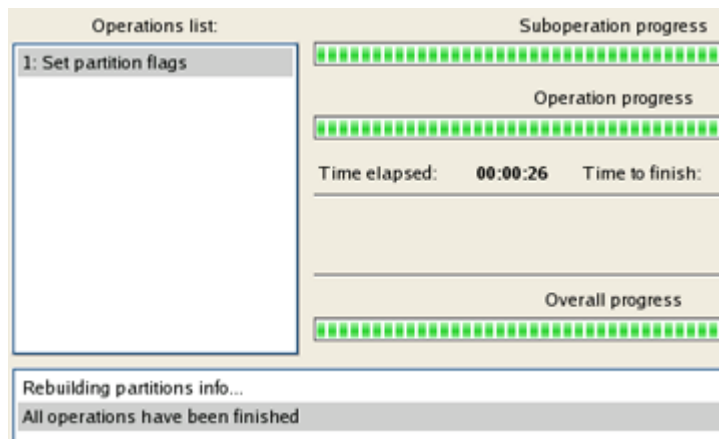 Operations list:
1: Set partition flags
Suboperation progress
Operation progress
Time elapsed: 00:00:26 Time to finish:
Overall progress
Rebuilding partitions info...
All operations have been finished